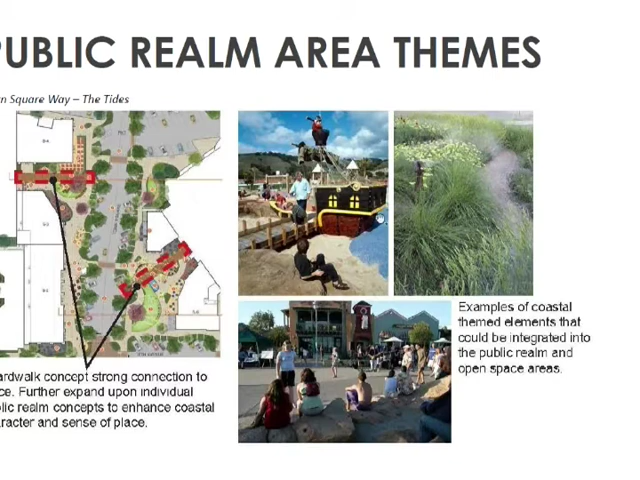 PUBLIC REALM AREA THEMES
n Square Way – The Tides
Examples of coastal
themed elements that
could be integrated into
the public realm and
open space areas.
ardwalk concept strong connection to
ce. Further expand upon individual
lic realm concepts to enhance coastal
aracter and sense of place.